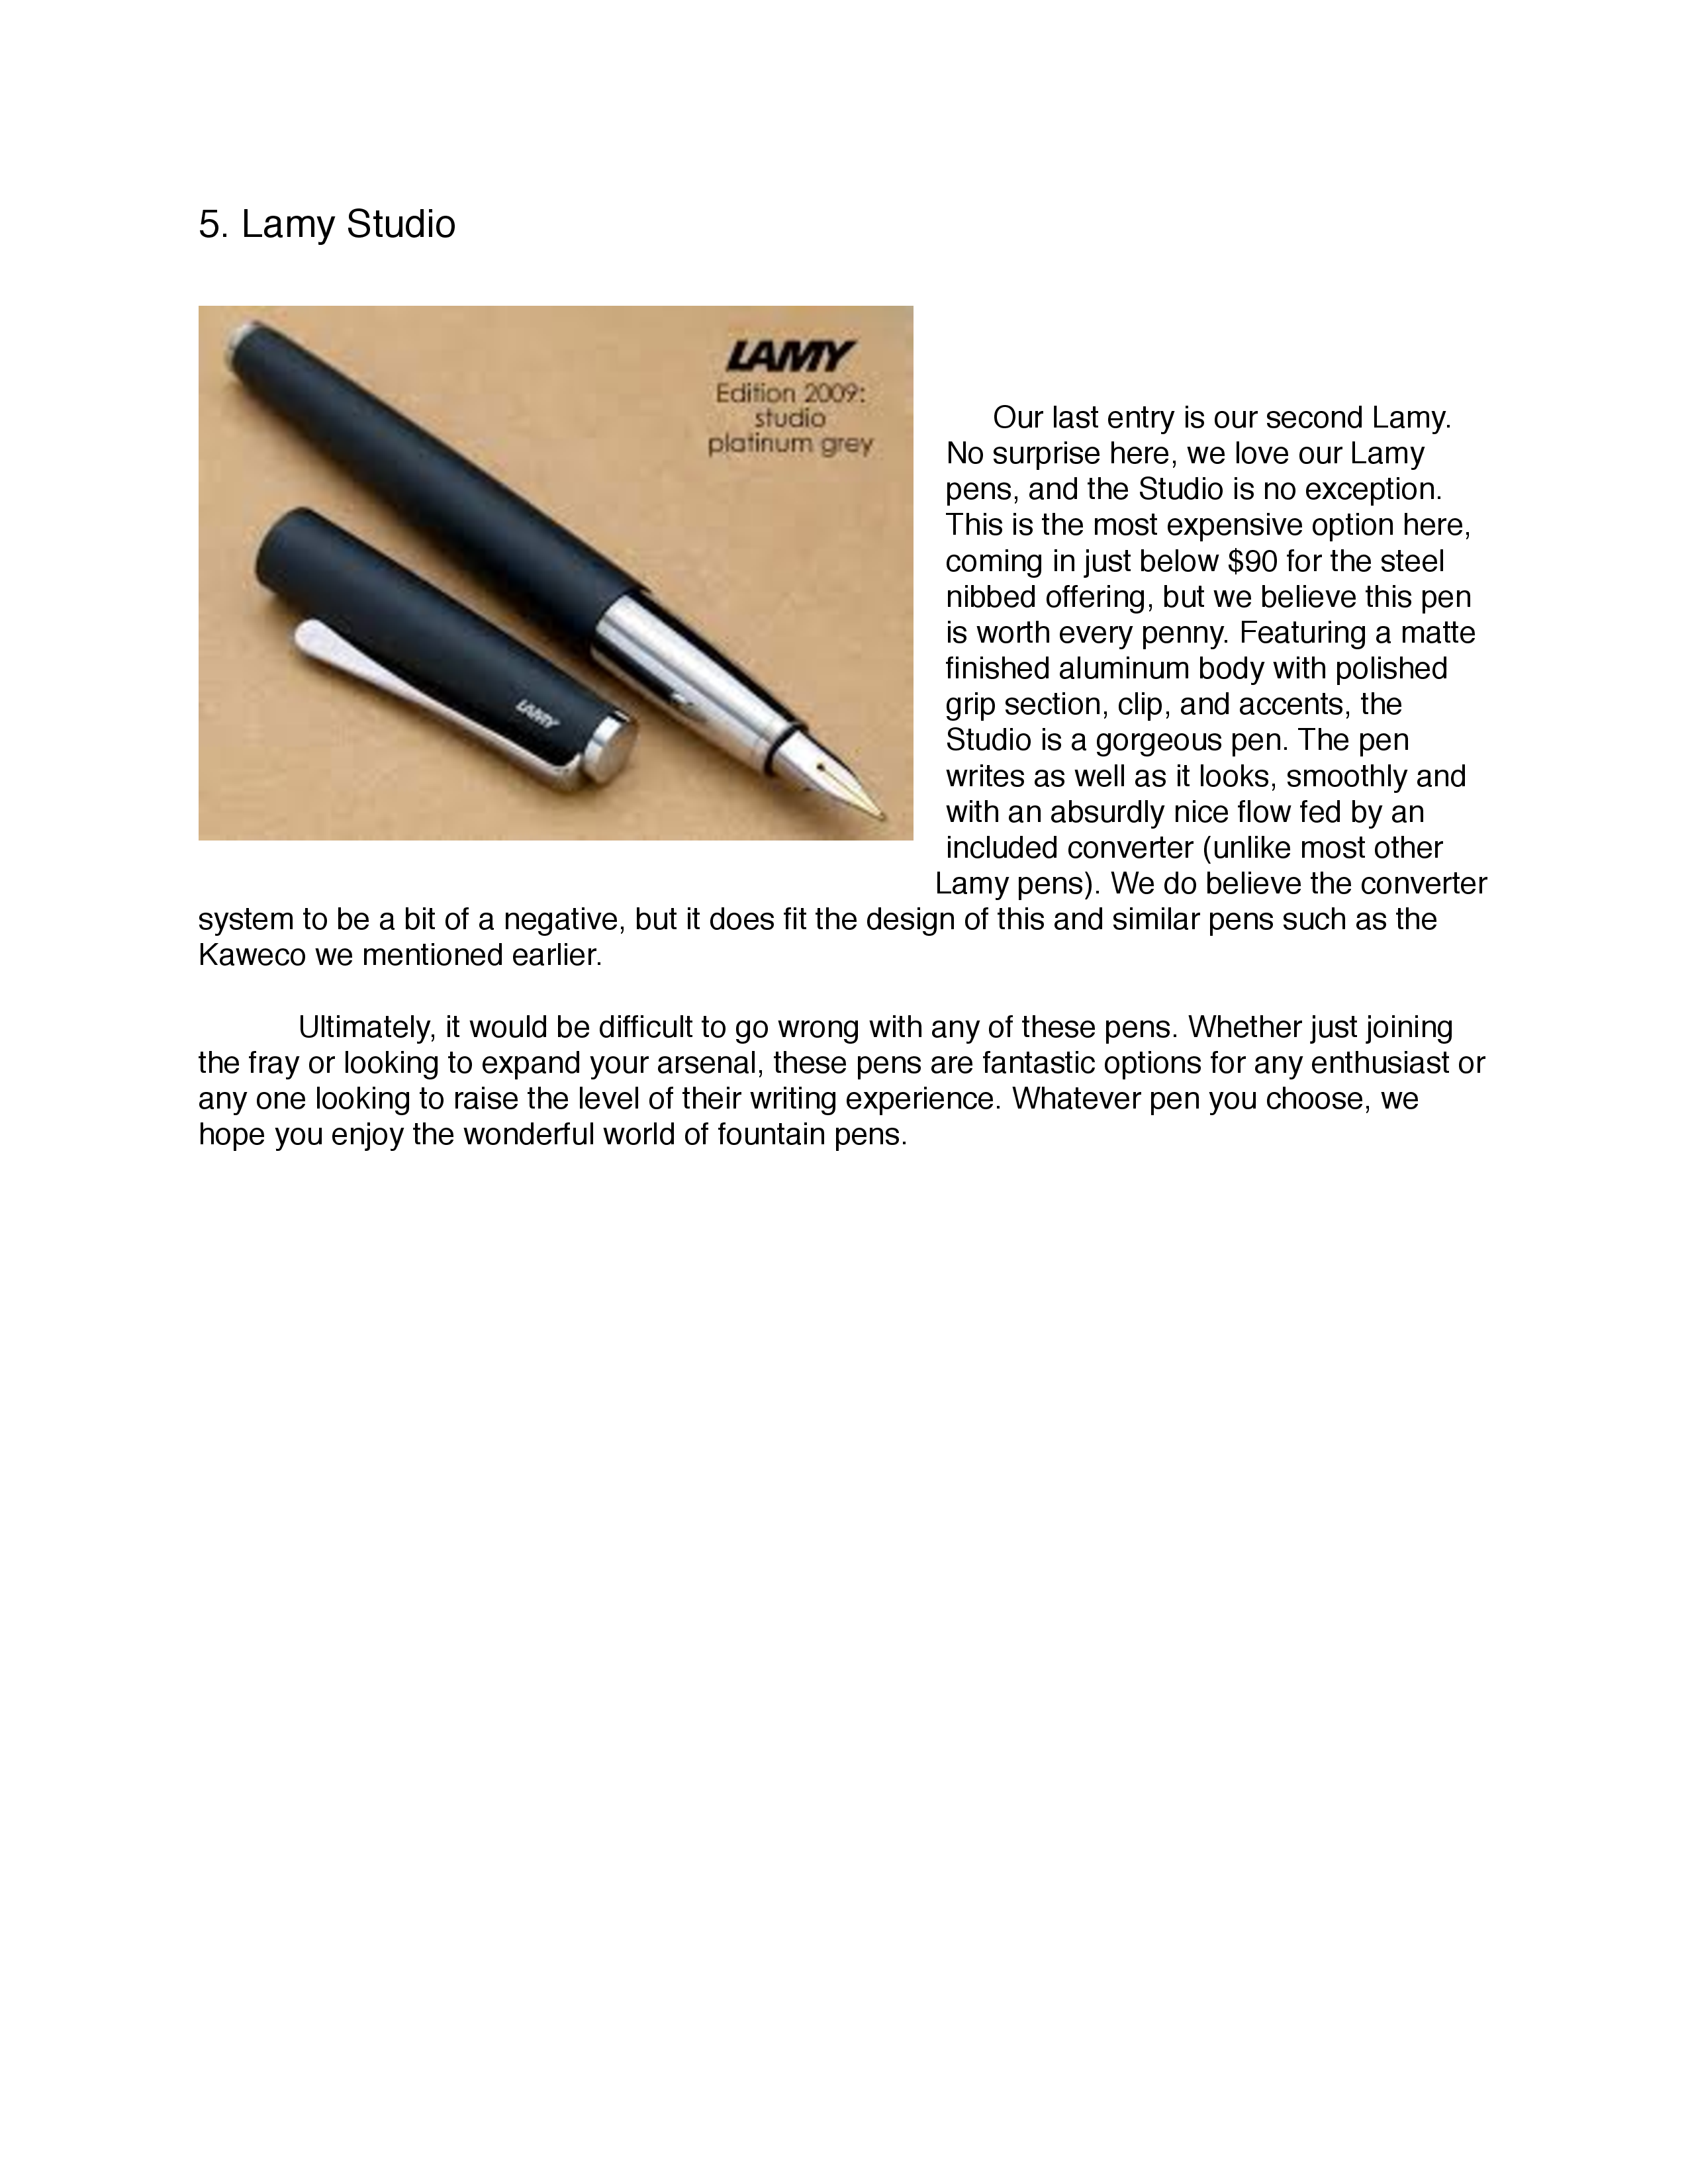 5. Lamy Studio
LAMY
Edition 2009:
studio
platinum grey
LAMY
Our last entry is our second Lamy.
No surprise here, we love our Lamy
pens, and the Studio is no exception.
This is the most expensive option here,
coming in just below $90 for the steel
nibbed offering, but we believe this pen
is worth every penny. Featuring a matte
finished aluminum body with polished
grip section, clip, and accents, the
Studio is a gorgeous pen. The pen
writes as well as it looks, smoothly and
with an absurdly nice flow fed by an
included converter (unlike most other
Lamy pens). We do believe the converter
system to be a bit of a negative, but it does fit the design of this and similar pens such as the
Kaweco we mentioned earlier.
Ultimately, it would be difficult to go wrong with any of these pens. Whether just joining
the fray or looking to expand your arsenal, these pens are fantastic options for any enthusiast or
any one looking to raise the level of their writing experience. Whatever pen you choose, we
hope you enjoy the wonderful world of fountain pens.